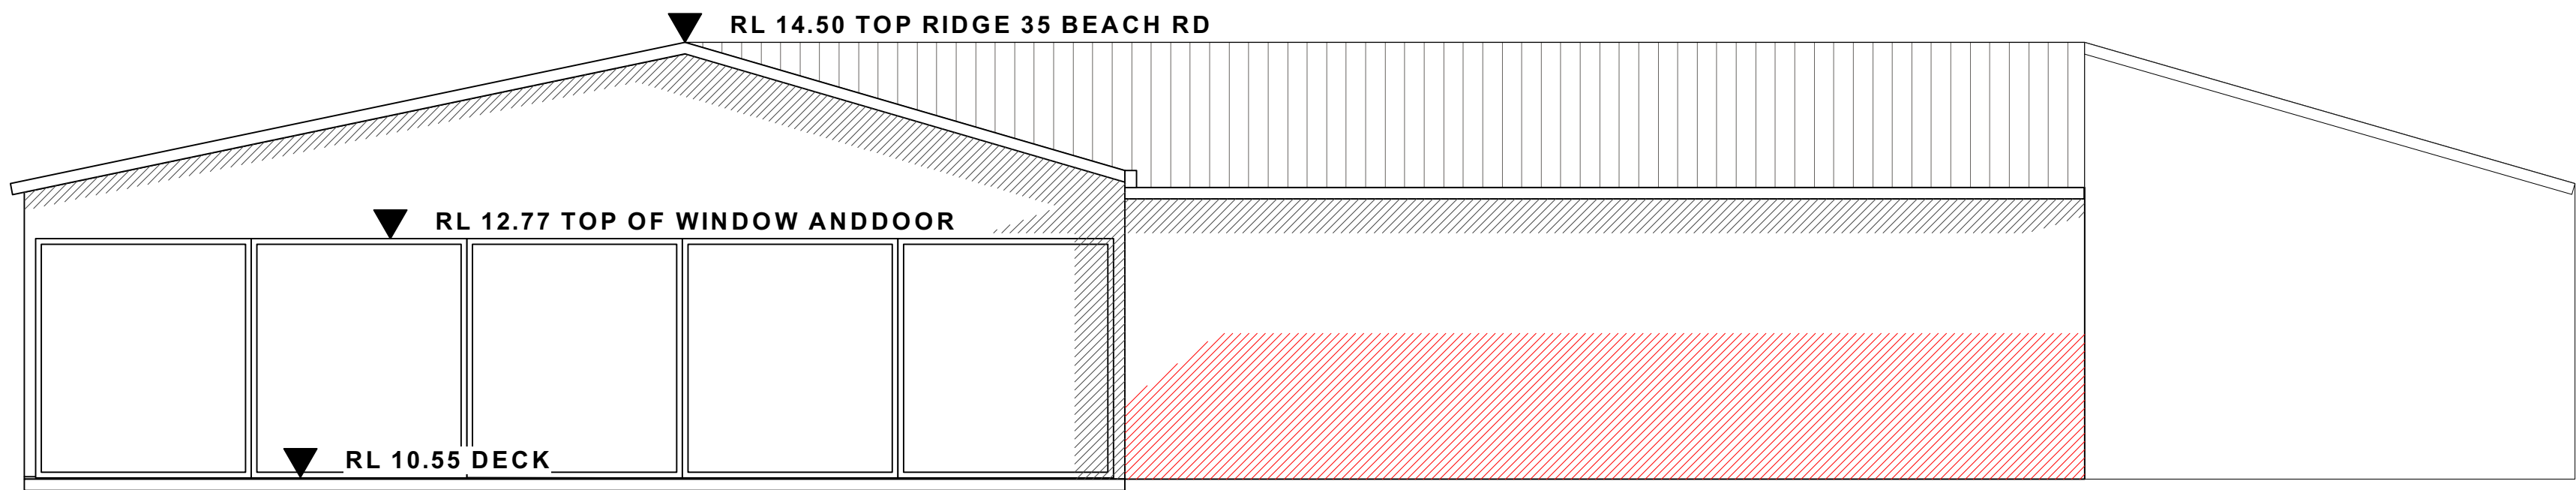 RL 14.50 TOP RIDGE 35 BEACH RD
RL 12.77 TOP OF WINDOW ANDDOOR
RL 10.55 DECK